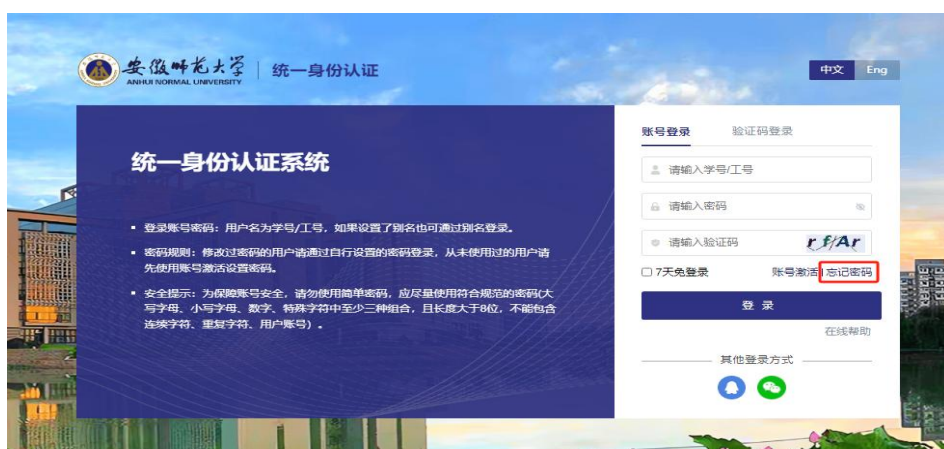 安徽师范大学
ANHUI NORMAL UNIVERSITY
统一身份认证
中文 Eng
统一身份认证系统
登录账号密码：用户名为学号/工号，如果设置了别名也可通过别名登录。
密码规则：修改过密码的用户请通过自行设置的密码登录，从未使用过的用户请
先使用账号激活设置密码。
安全提示：为保障账号安全，请勿使用简单密码，应尽量使用符合规范的密码(大
写字母、小写字母、数字、特殊字符中至少三种组合，且长度大于8位，不能包含
连续字符、重复字符、用户账号）.
账号登录 验证码登录
请输入学号/工号
请输入密码
请输入验证码 rf/Ar
7天免登录 账号激活| 忘记密码
登 录
在线帮助
其他登录方式